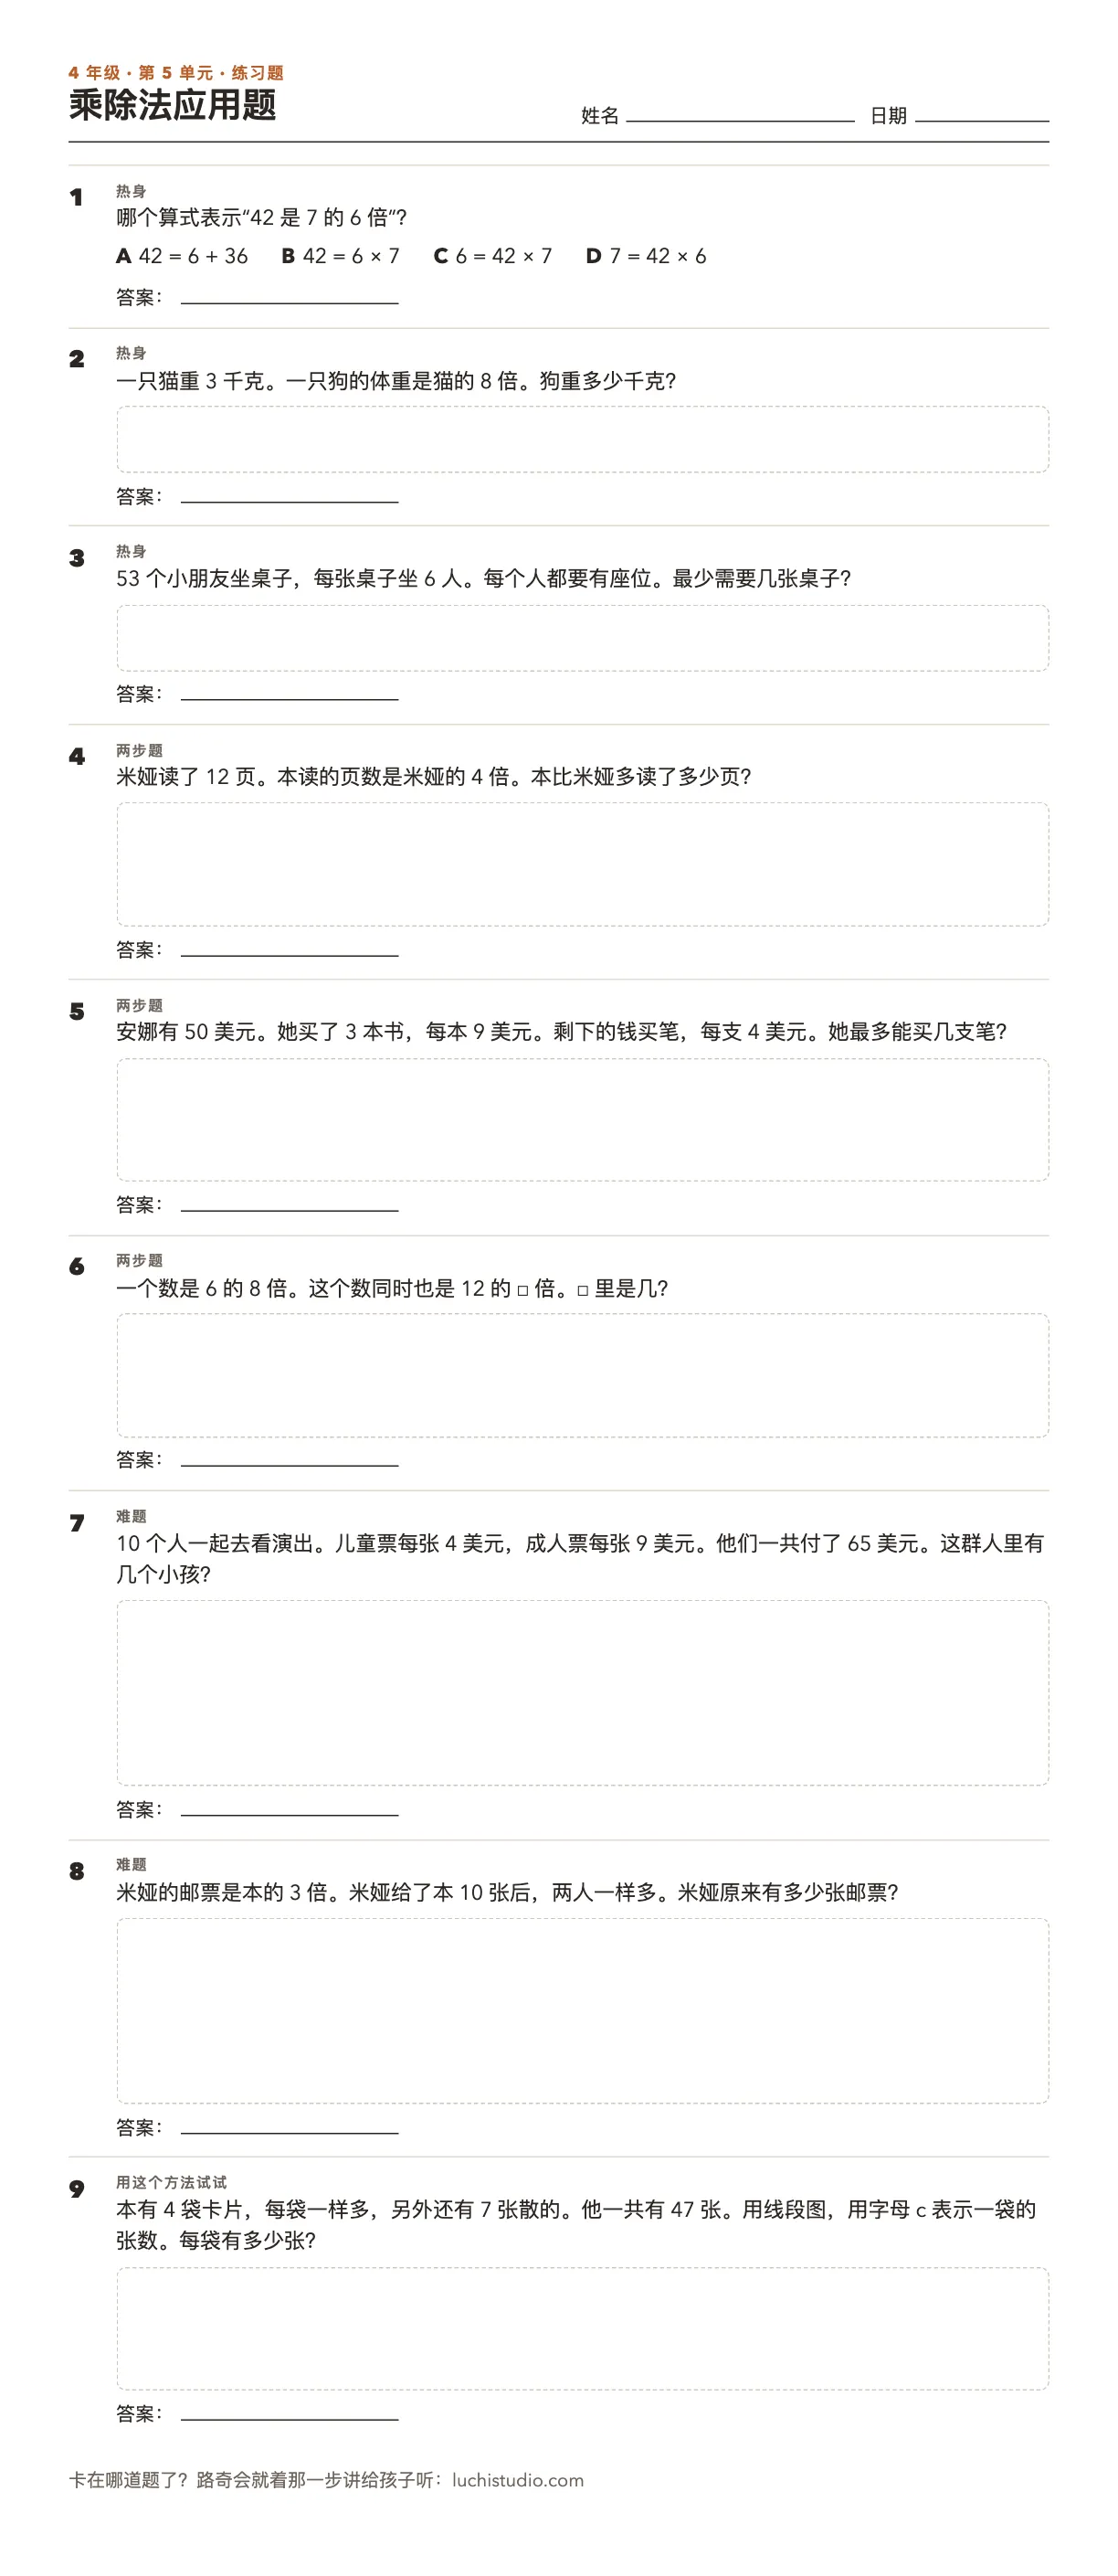 4 年级 · 第 5 单元 · 练习题
乘除法应用题
姓名 日期
1 热身
哪个算式表示“42 是 7 的 6 倍”?
A 42 = 6 + 36 B 42 = 6 × 7 C 6 = 42 × 7 D 7 = 42 × 6
答案：
2 热身
一只猫重 3 千克。一只狗的体重是猫的 8 倍。狗重多少千克?
答案：
3 热身
53 个小朋友坐桌子，每张桌子坐 6 人。每个人都要有座位。最少需要几张桌子?
答案：
4 两步题
米娅读了 12 页。本读的页数是米娅的 4 倍。本比米娅多读了多少页?
答案：
5 两步题
安娜有 50 美元。她买了 3 本书，每本 9 美元。剩下的钱买笔，每支 4 美元。她最多能买几支笔?
答案：
6 两步题
一个数是 6 的 8 倍。这个数同时也是 12 的 □ 倍。□ 里是几?
答案：
7 难题
10 个人一起去看演出。儿童票每张 4 美元，成人票每张 9 美元。他们一共付了 65 美元。这群人里有
几个小孩?
答案：
8 难题
米娅的邮票是本的 3 倍。米娅给了本 10 张后，两人一样多。米娅原来有多少张邮票?
答案：
9 用这个方法试试
本有 4 袋卡片，每袋一样多，另外还有 7 张散的。他一共有 47 张。用线段图，用字母 c 表示一袋的
张数。每袋有多少张?
答案：
卡在哪道题了？路奇会就着那一步讲给孩子听：luchistudio.com